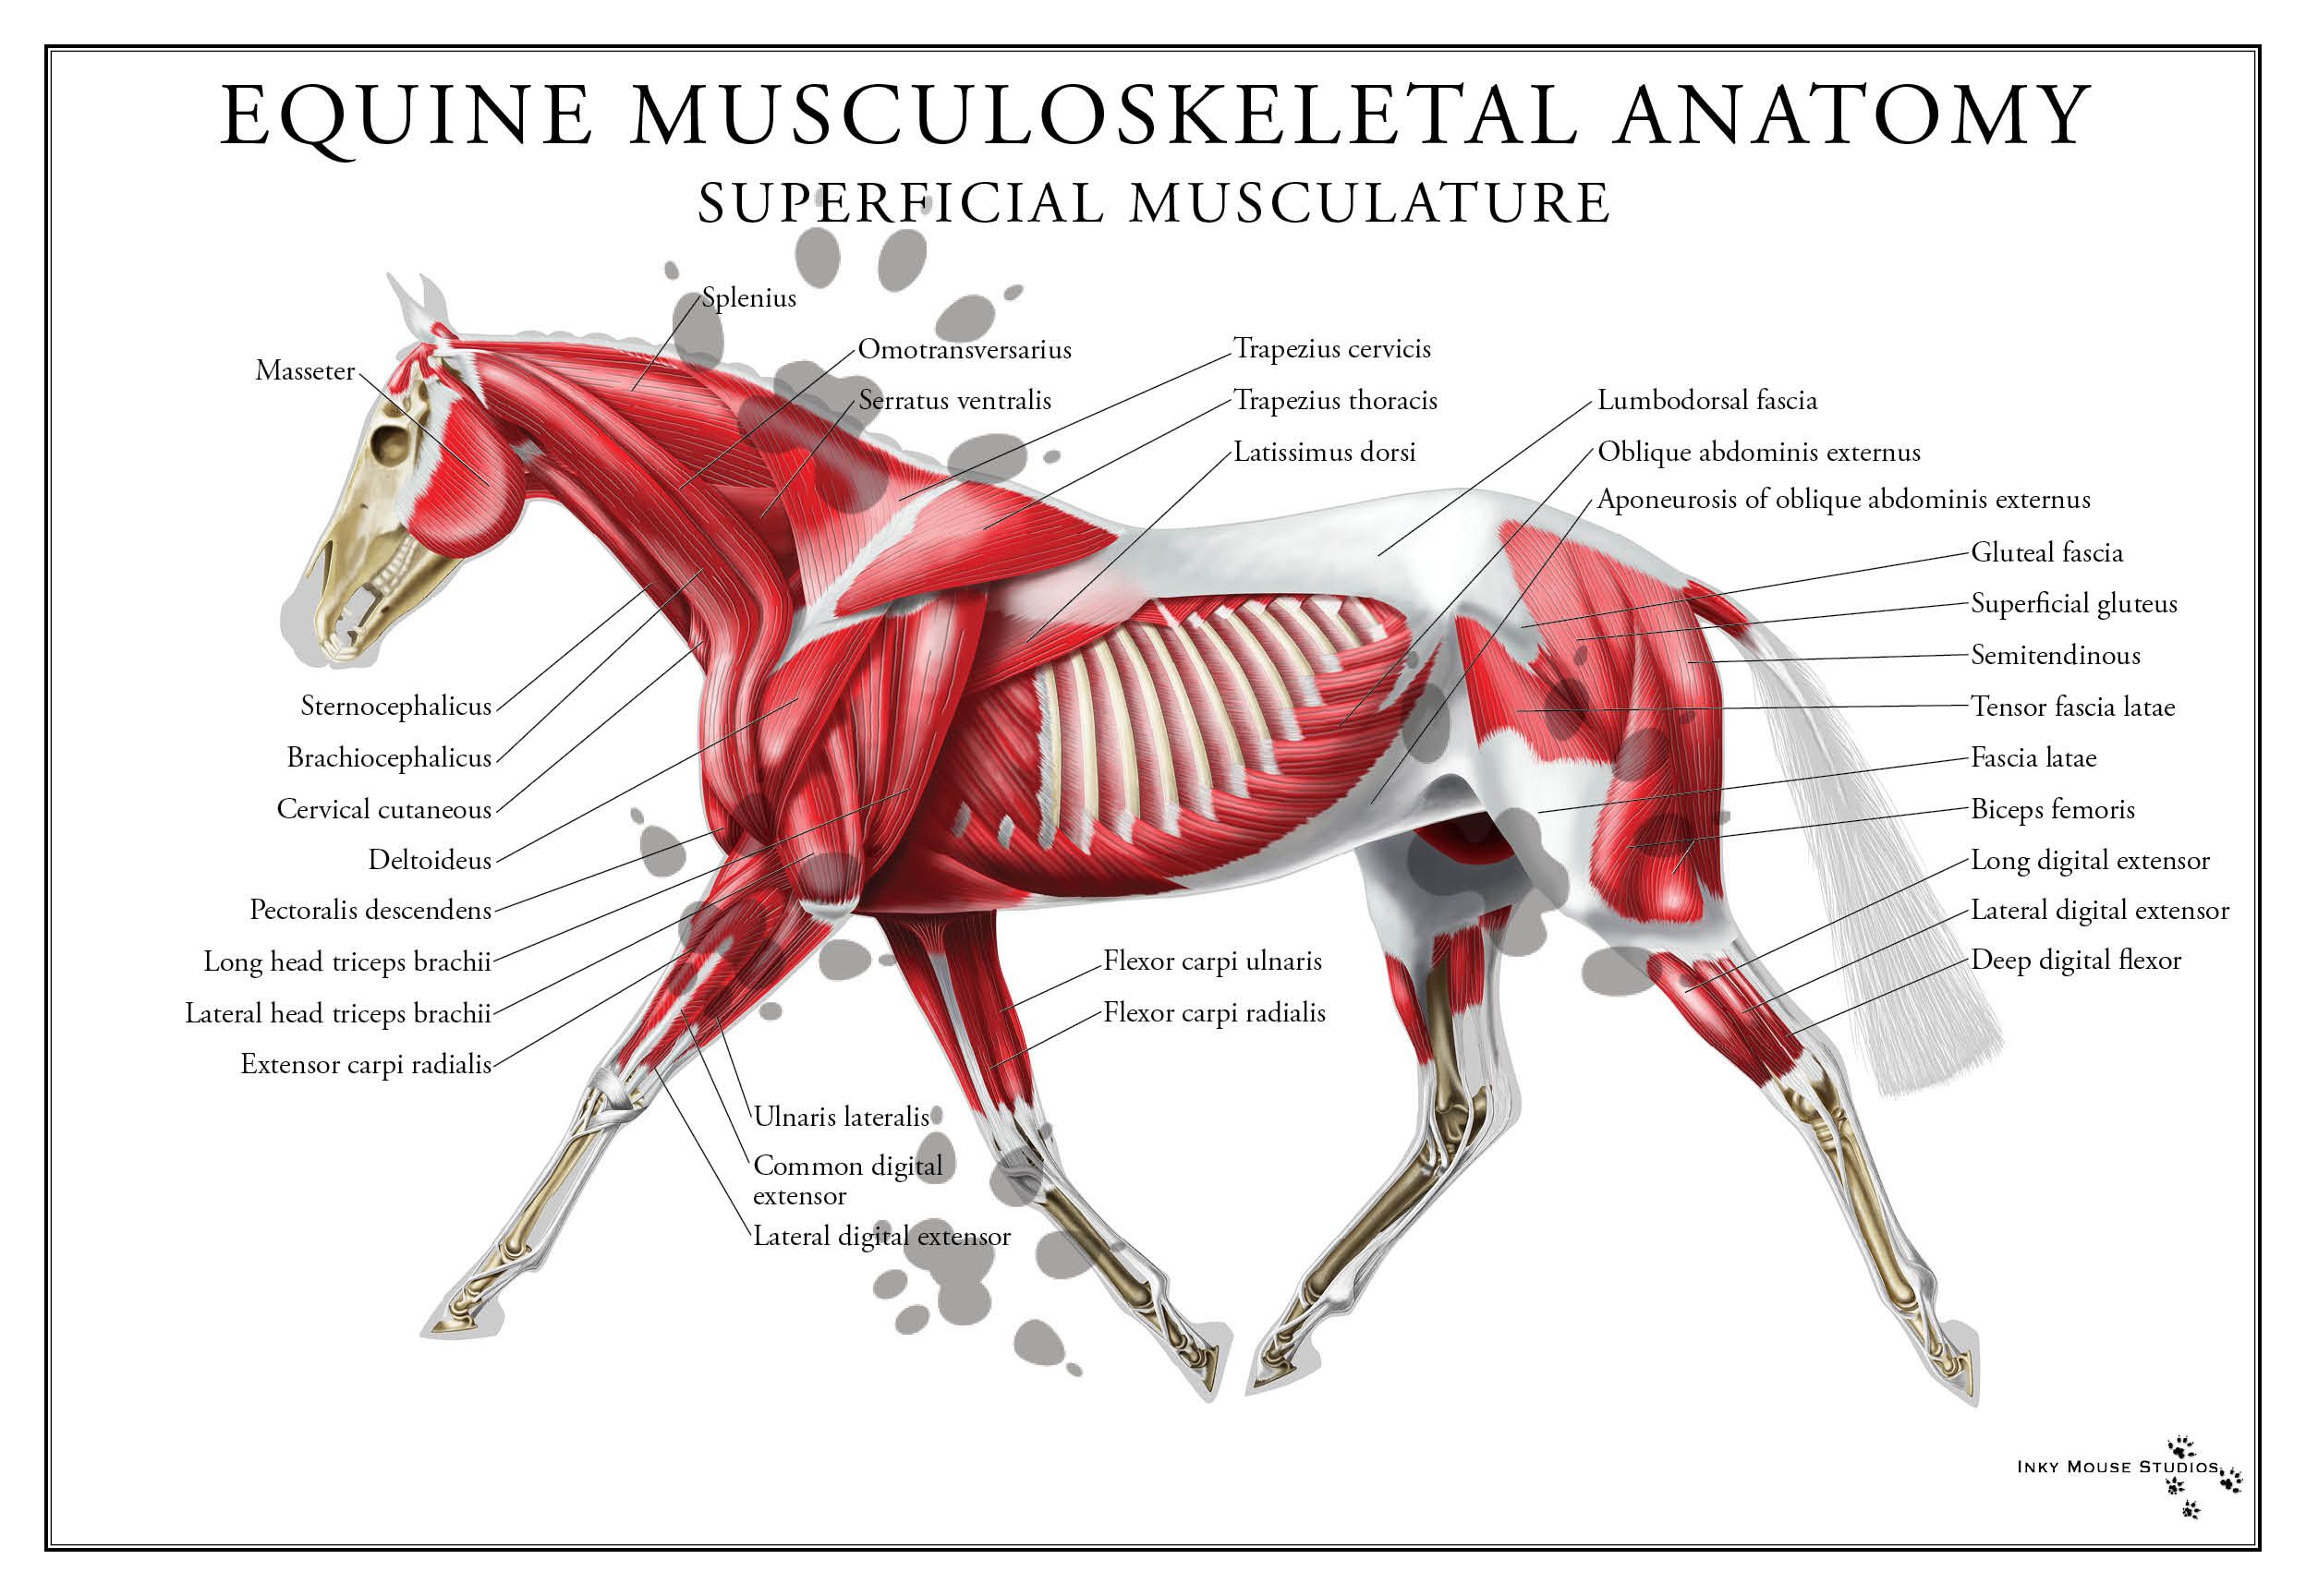 EQUINE MUSCULOSKELETAL ANATOMY
SUPERFICIAL MUSCULATURE
Splenius
Omotransversarius
Serratus ventralis
Masseter
Trapezius cervicis
Trapezius thoracis
Latissimus dorsi
Lumbodorsal fascia
Oblique abdominis externus
Aponeurosis of oblique abdominis externus
Gluteal fascia
Superficial gluteus
Semitendinous
Tensor fascia latae
Fascia latae
Biceps femoris
Long digital extensor
Lateral digital extensor
Deep digital flexor
Sternocephalicus
Brachiocephalicus
Cervical cutaneous
Deltoideus
Pectoralis descendens
Long head triceps brachii
Lateral head triceps brachii
Extensor carpi radialis
Flexor carpi ulnaris
Flexor carpi radialis
Ulnaris lateralis
Common digital
extensor
Lateral digital extensor
INKY MOUSE STUDIOS